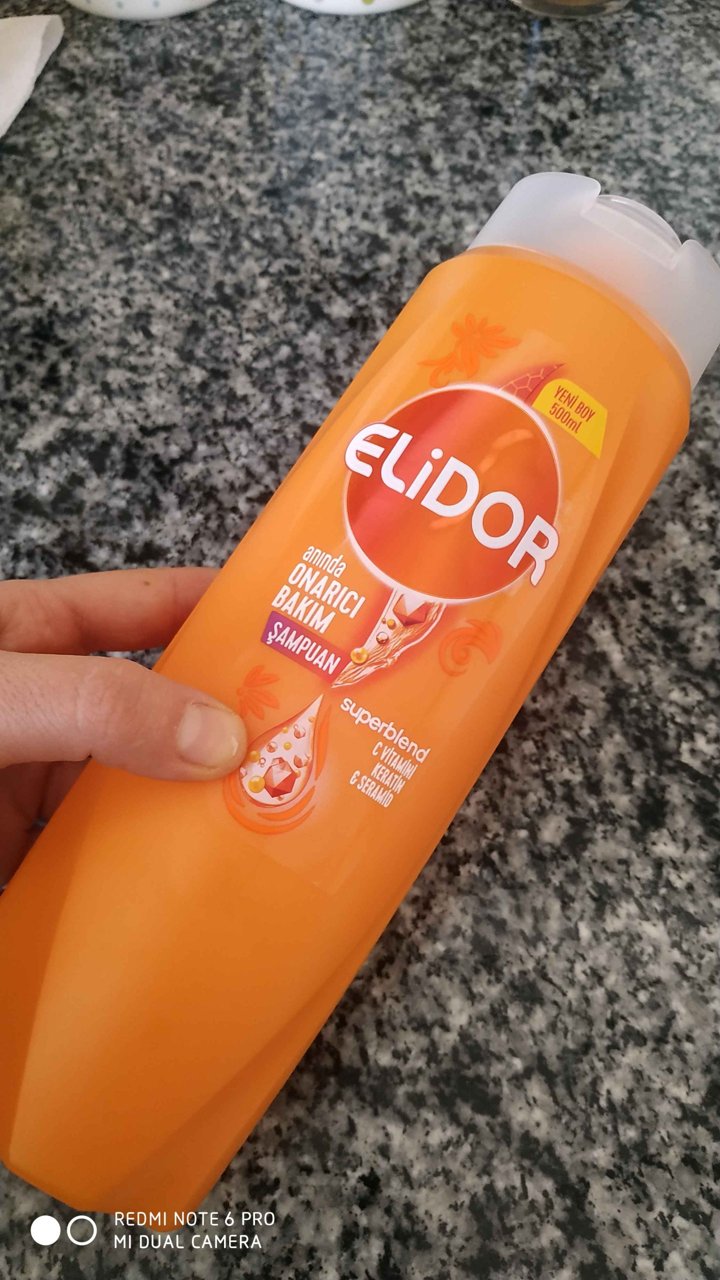 YENİ BOY
500ml
ELiDOR
anında
ONARICI
BAKIM
ŞAMPUAN
superblend
C VİTAMİNİ
KERATİN
& SERAMİD
REDMI NOTE 6 PRO
MI DUAL CAMERA